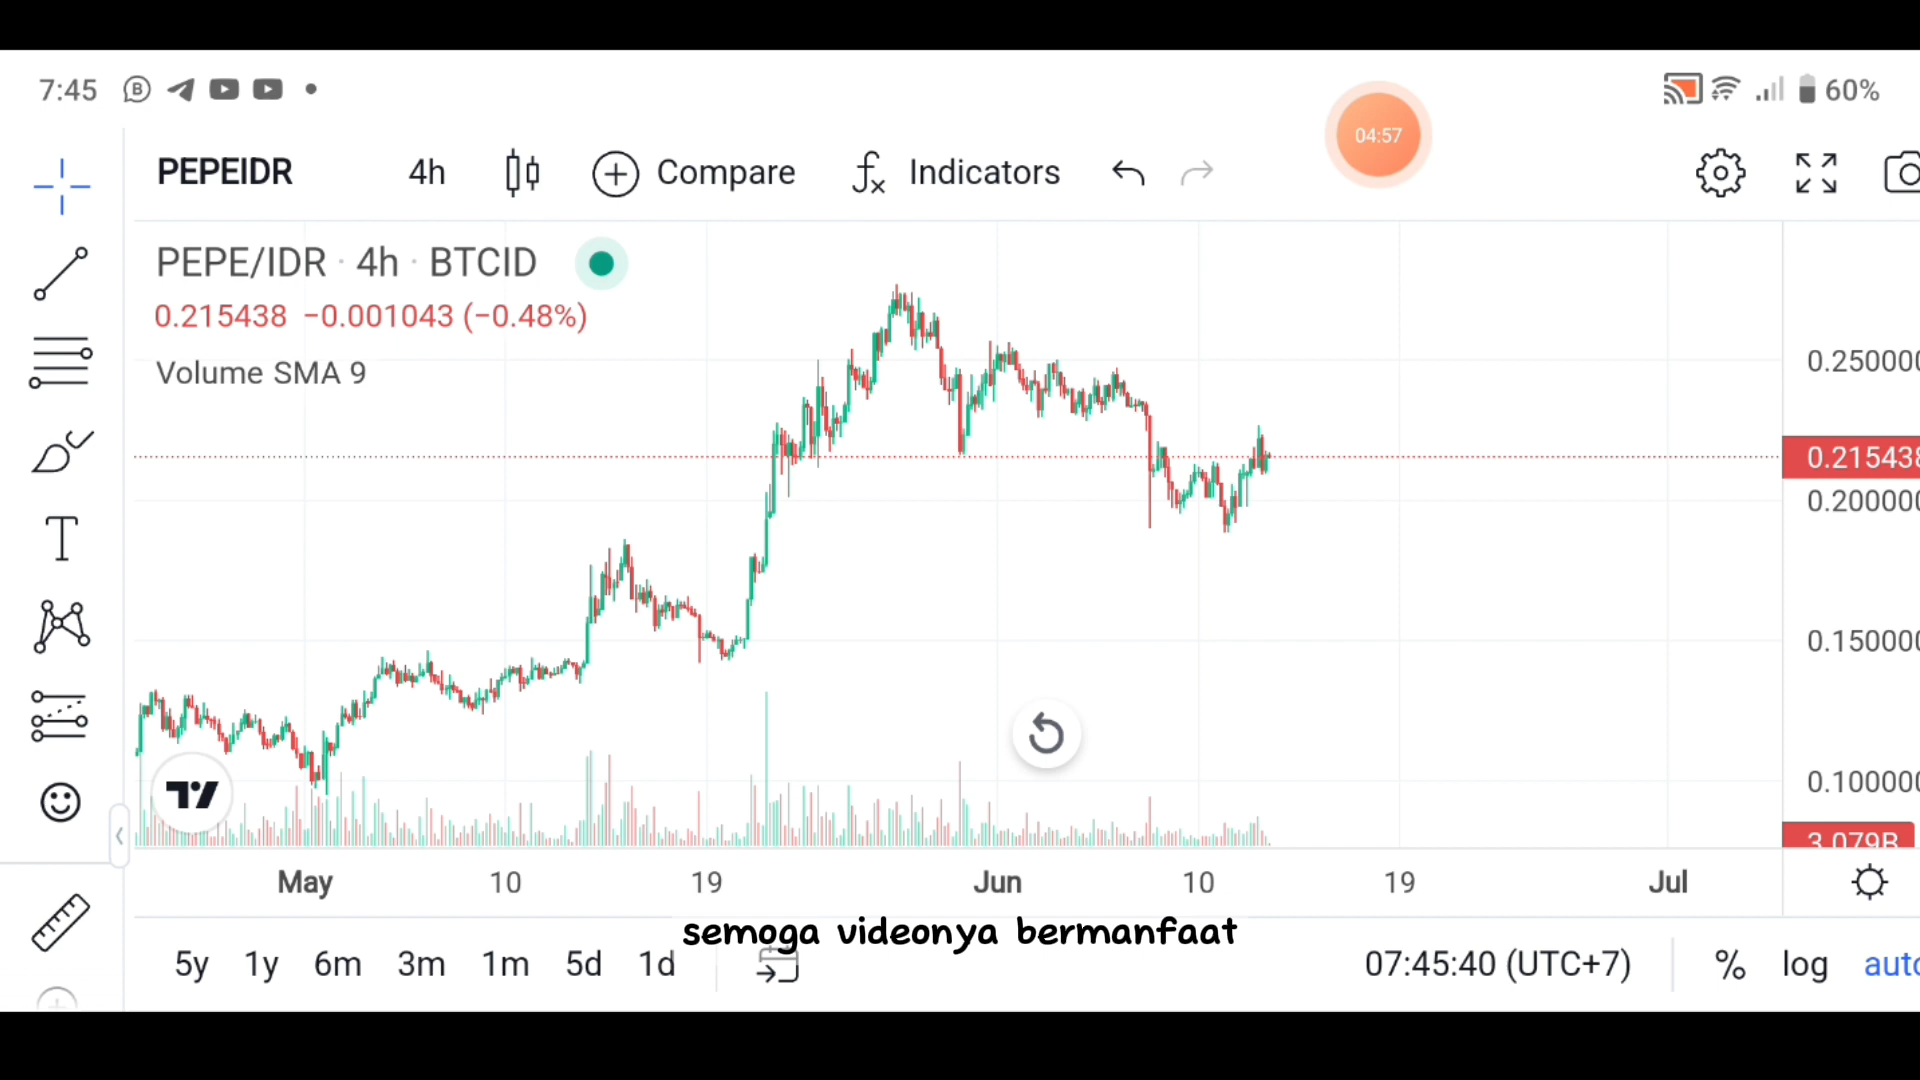 7:45
60%
04:57
PEPEIDR 4h Compare Indicators
PEPE/IDR · 4h · BTCID
0.215438 −0.001043 (−0.48%)
Volume SMA 9
0.250000
0.215438
0.200000
0.150000
0.100000
3.079B
May 10 19 Jun 10 19 Jul
semoga videonya bermanfaat
5y 1y 6m 3m 1m 5d 1d 07:45:40 (UTC+7) % log auto